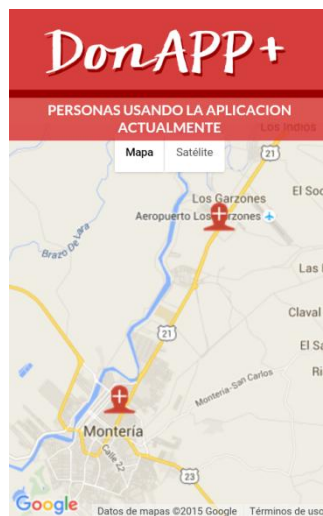 DonAPP+
PERSONAS USANDO LA APLICACION
ACTUALMENTE
Los Indios
Mapa Satélite
21
Los Garzones
El Soc
Aeropuerto Los Garzones
Brazo De Vara
Las
Claval
21
El Sa
Ri
Montería-San Carlos
Montería
Calle 22
23
Google
Datos de mapas ©2015 Google Términos de uso